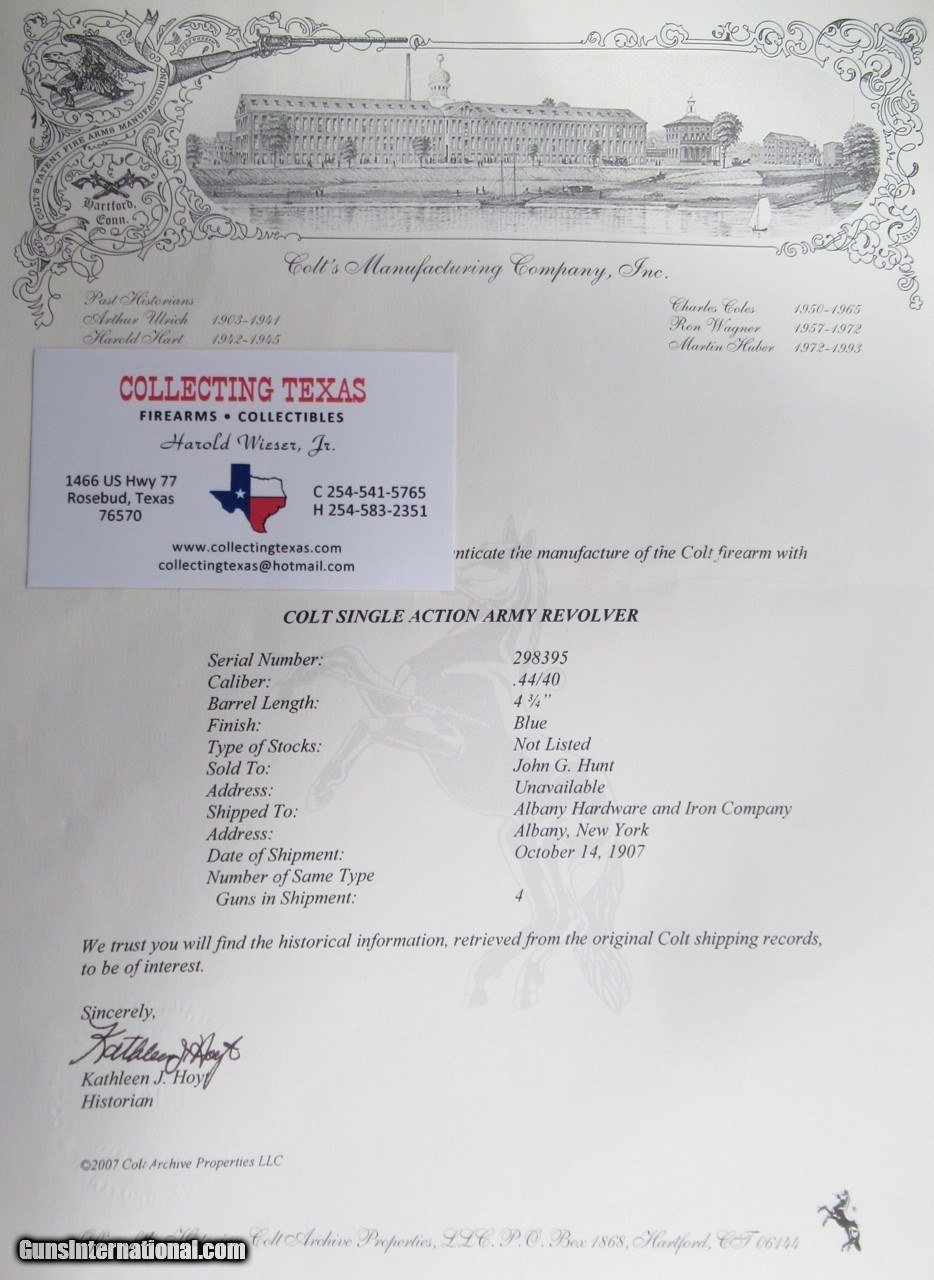 COLT'S PATENT FIRE ARMS MANUFACTURING
Hartford,
Conn.
Colt's Manufacturing Company, Inc.
Past Historians
Arthur Ulrich 1903-1941
Harold Hart 1942-1945
Charles Coles 1950-1965
Ron Wagner 1957-1972
Martin Huber 1972-1993
COLLECTING TEXAS
FIREARMS • COLLECTIBLES
Harold Wieser, Jr.
1466 US Hwy 77
Rosebud, Texas
76570
C 254-541-5765
H 254-583-2351
www.collectingtexas.com
collectingtexas@hotmail.com
nticate the manufacture of the Colt firearm with
COLT SINGLE ACTION ARMY REVOLVER
Serial Number: 298395
Caliber: .44/40
Barrel Length: 4 ¾"
Finish: Blue
Type of Stocks: Not Listed
Sold To: John G. Hunt
Address: Unavailable
Shipped To: Albany Hardware and Iron Company
Address: Albany, New York
Date of Shipment: October 14, 1907
Number of Same Type
Guns in Shipment: 4
We trust you will find the historical information, retrieved from the original Colt shipping records,
to be of interest.
Sincerely,
Kathleen J. Hoyt
Kathleen J. Hoyt
Historian
©2007 Colt Archive Properties LLC
Colt Archive Properties, LLC. P. O. Box 1868, Hartford, CT 06144
GunsInternational.com